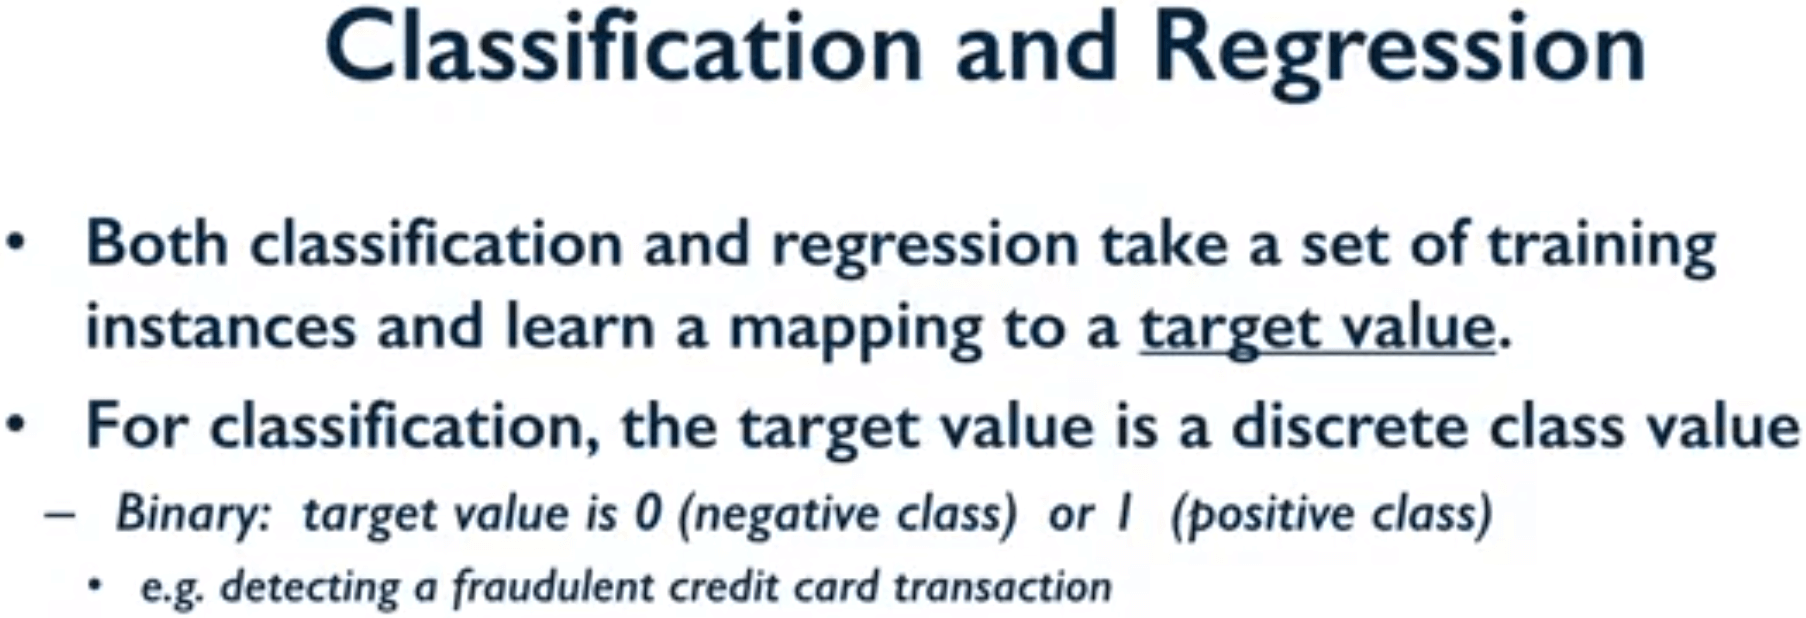 Classification and Regression
• Both classification and regression take a set of training
instances and learn a mapping to a target value.
• For classification, the target value is a discrete class value
– Binary: target value is 0 (negative class) or 1 (positive class)
• e.g. detecting a fraudulent credit card transaction